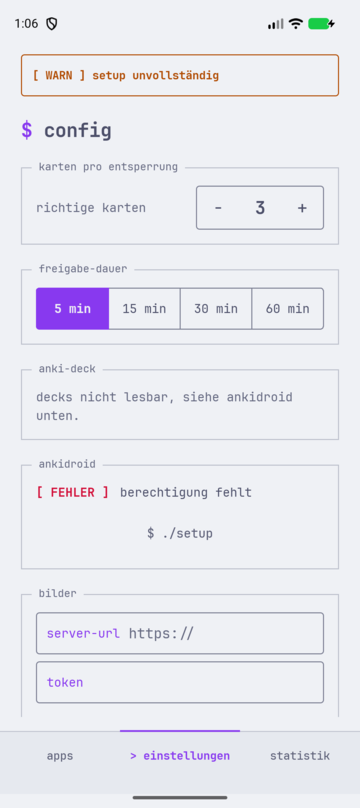 1:06
[ WARN ] setup unvollständig
$ config
karten pro entsperrung
richtige karten - 3 +
freigabe-dauer
5 min 15 min 30 min 60 min
anki-deck
decks nicht lesbar, siehe ankidroid
unten.
ankidroid
[ FEHLER ] berechtigung fehlt
$ ./setup
bilder
server-url https://
token
apps > einstellungen statistik